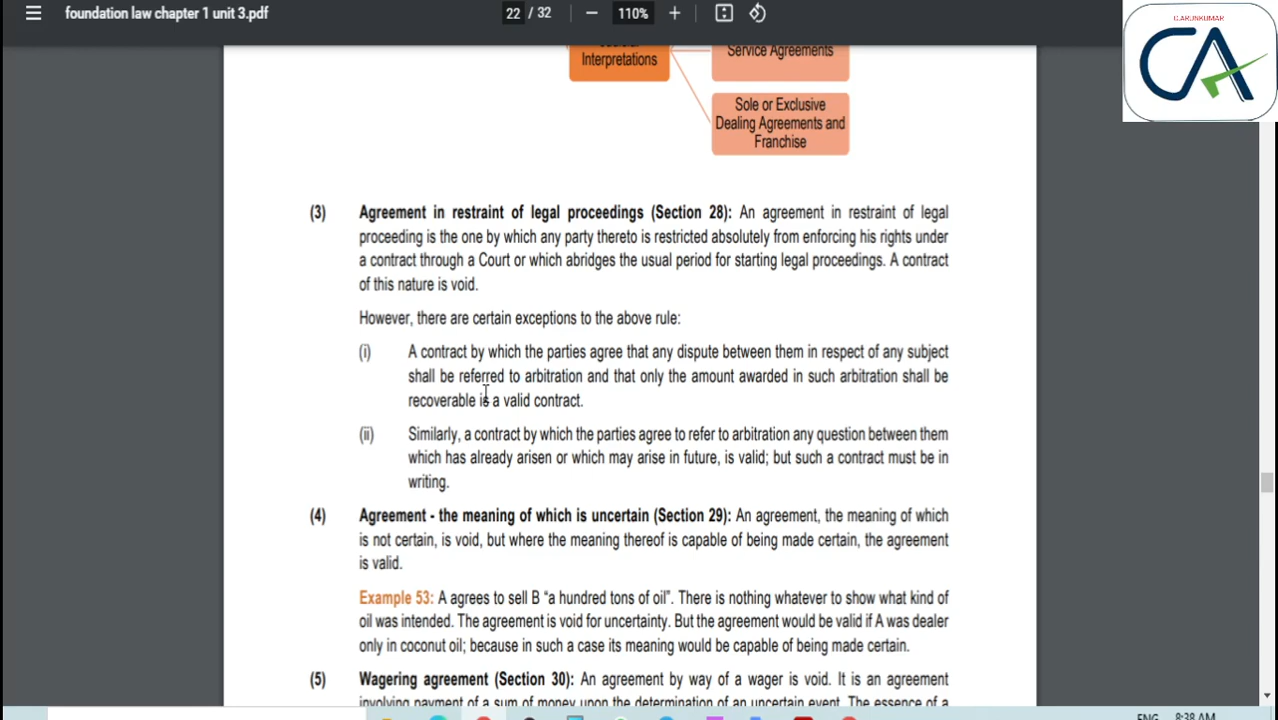 foundation law chapter 1 unit 3.pdf
22 / 32
110%
C.ARUNKUMAR
CA
Interpretations
Service Agreements
Sole or Exclusive
Dealing Agreements and
Franchise
(3) Agreement in restraint of legal proceedings (Section 28): An agreement in restraint of legal
proceeding is the one by which any party thereto is restricted absolutely from enforcing his rights under
a contract through a Court or which abridges the usual period for starting legal proceedings. A contract
of this nature is void.
However, there are certain exceptions to the above rule:
(i) A contract by which the parties agree that any dispute between them in respect of any subject
shall be referred to arbitration and that only the amount awarded in such arbitration shall be
recoverable is a valid contract.
(ii) Similarly, a contract by which the parties agree to refer to arbitration any question between them
which has already arisen or which may arise in future, is valid; but such a contract must be in
writing.
(4) Agreement - the meaning of which is uncertain (Section 29): An agreement, the meaning of which
is not certain, is void, but where the meaning thereof is capable of being made certain, the agreement
is valid.
Example 53: A agrees to sell B “a hundred tons of oil”. There is nothing whatever to show what kind of
oil was intended. The agreement is void for uncertainty. But the agreement would be valid if A was dealer
only in coconut oil; because in such a case its meaning would be capable of being made certain.
(5) Wagering agreement (Section 30): An agreement by way of a wager is void. It is an agreement
involving payment of a sum of money upon the determination of an uncertain event. The essence of a
ENG
8:38 AM